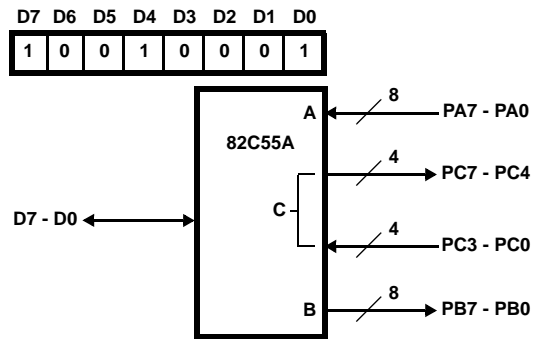 D7 D6 D5 D4 D3 D2 D1 D0
1 0 0 1 0 0 0 1
8
A
PA7 - PA0
82C55A
4
PC7 - PC4
C
D7 - D0
4
PC3 - PC0
8
B
PB7 - PB0